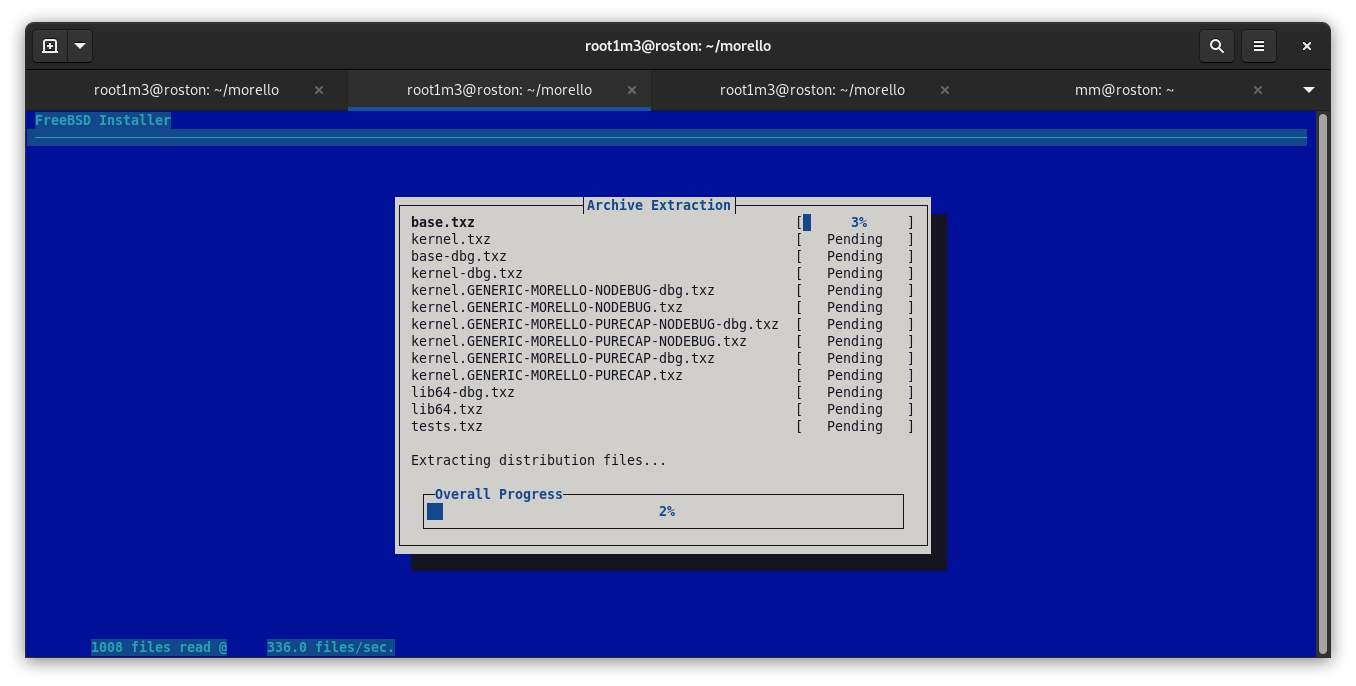 root1m3@roston: ~/morello
root1m3@roston: ~/morello
root1m3@roston: ~/morello
root1m3@roston: ~/morello
mm@roston: ~
FreeBSD Installer
Archive Extraction
base.txz [ 3% ]
kernel.txz [ Pending ]
base-dbg.txz [ Pending ]
kernel-dbg.txz [ Pending ]
kernel.GENERIC-MORELLO-NODEBUG-dbg.txz [ Pending ]
kernel.GENERIC-MORELLO-NODEBUG.txz [ Pending ]
kernel.GENERIC-MORELLO-PURECAP-NODEBUG-dbg.txz [ Pending ]
kernel.GENERIC-MORELLO-PURECAP-NODEBUG.txz [ Pending ]
kernel.GENERIC-MORELLO-PURECAP-dbg.txz [ Pending ]
kernel.GENERIC-MORELLO-PURECAP.txz [ Pending ]
lib64-dbg.txz [ Pending ]
lib64.txz [ Pending ]
tests.txz [ Pending ]
Extracting distribution files...
Overall Progress
2%
1008 files read @ 336.0 files/sec.